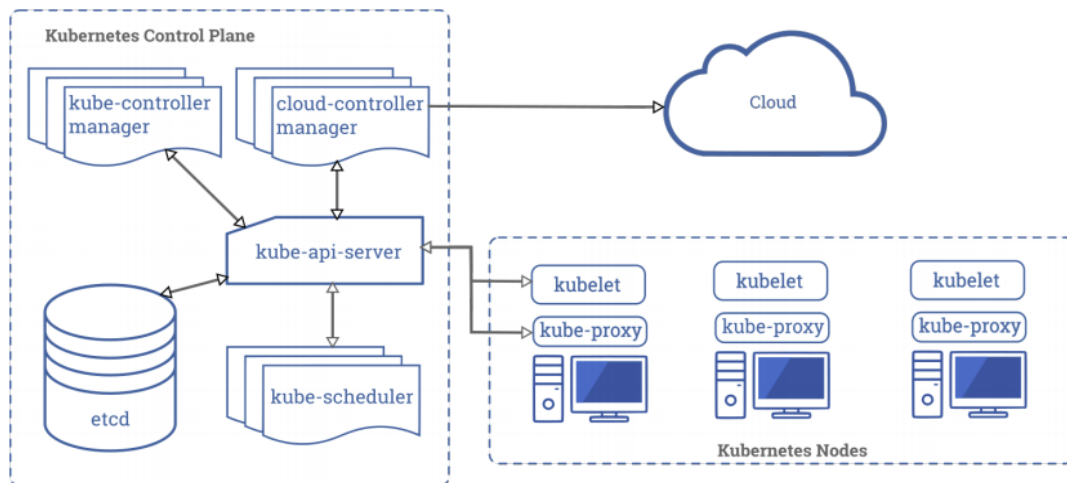 Kubernetes Control Plane
kube-controller
manager
cloud-controller
manager
Cloud
kube-api-server
kubelet
kubelet
kubelet
kube-proxy
kube-proxy
kube-proxy
etcd
kube-scheduler
Kubernetes Nodes